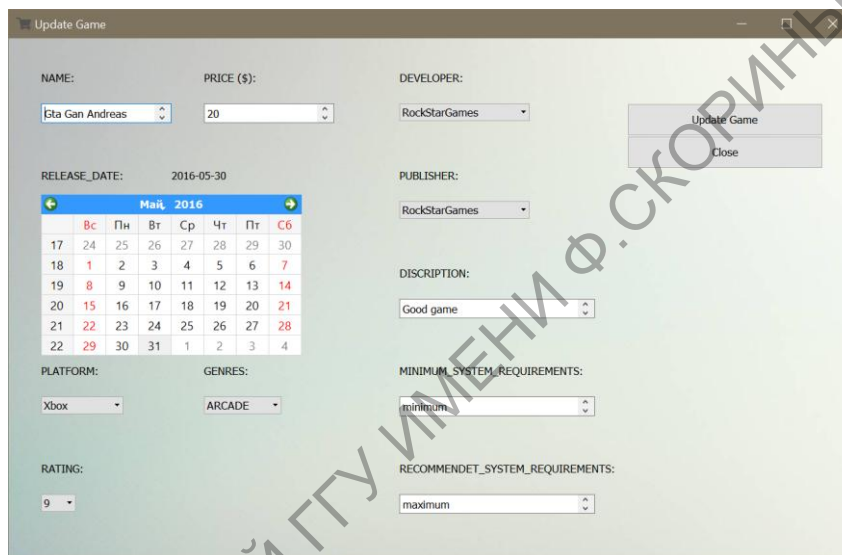 Update Game
NAME:
PRICE ($):
Gta Gan Andreas
20
RELEASE_DATE:
2016-05-30
Май, 2016
Вс Пн Вт Ср Чт Пт Сб
17 24 25 26 27 28 29 30
18 1 2 3 4 5 6 7
19 8 9 10 11 12 13 14
20 15 16 17 18 19 20 21
21 22 23 24 25 26 27 28
22 29 30 31 1 2 3 4
PLATFORM:
GENRES:
Xbox
ARCADE
RATING:
9
DEVELOPER:
RockStarGames
PUBLISHER:
RockStarGames
DISCRIPTION:
Good game
MINIMUM_SYSTEM_REQUIREMENTS:
minimum
RECOMMENDET_SYSTEM_REQUIREMENTS:
maximum
Update Game
Close
ГГУ ИМЕНИ Ф.СКОРИНЫ